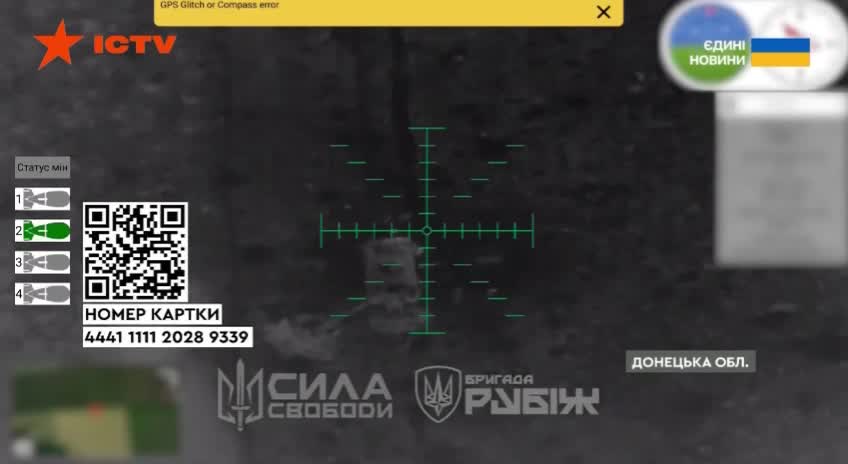 GPS Glitch or Compass error
ICTV
ЄДИНІ
НОВИНИ
Статус мін
1
2
3
4
НОМЕР КАРТКИ
4441 1111 2028 9339
ДОНЕЦЬКА ОБЛ.
СИЛА
СВОБОДИ
БРИГАДА
РУБІЖ